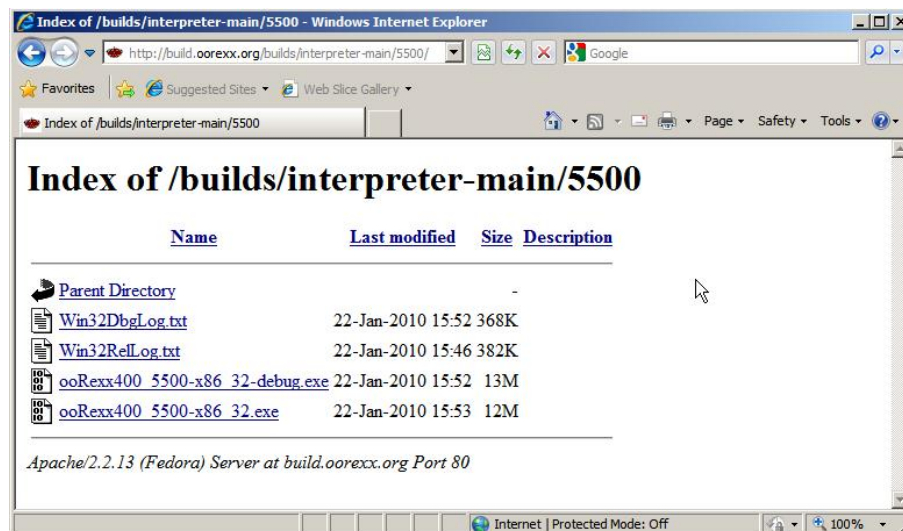 Index of /builds/interpreter-main/5500 - Windows Internet Explorer
http://build.oorexx.org/builds/interpreter-main/5500/ Google
Favorites Suggested Sites Web Slice Gallery
Index of /builds/interpreter-main/5500 Page Safety Tools
Index of /builds/interpreter-main/5500
Name Last modified Size Description
Parent Directory -
Win32DbgLog.txt 22-Jan-2010 15:52 368K
Win32RelLog.txt 22-Jan-2010 15:46 382K
ooRexx400_5500-x86_32-debug.exe 22-Jan-2010 15:52 13M
ooRexx400_5500-x86_32.exe 22-Jan-2010 15:53 12M
Apache/2.2.13 (Fedora) Server at build.oorexx.org Port 80
Internet | Protected Mode: Off 100%